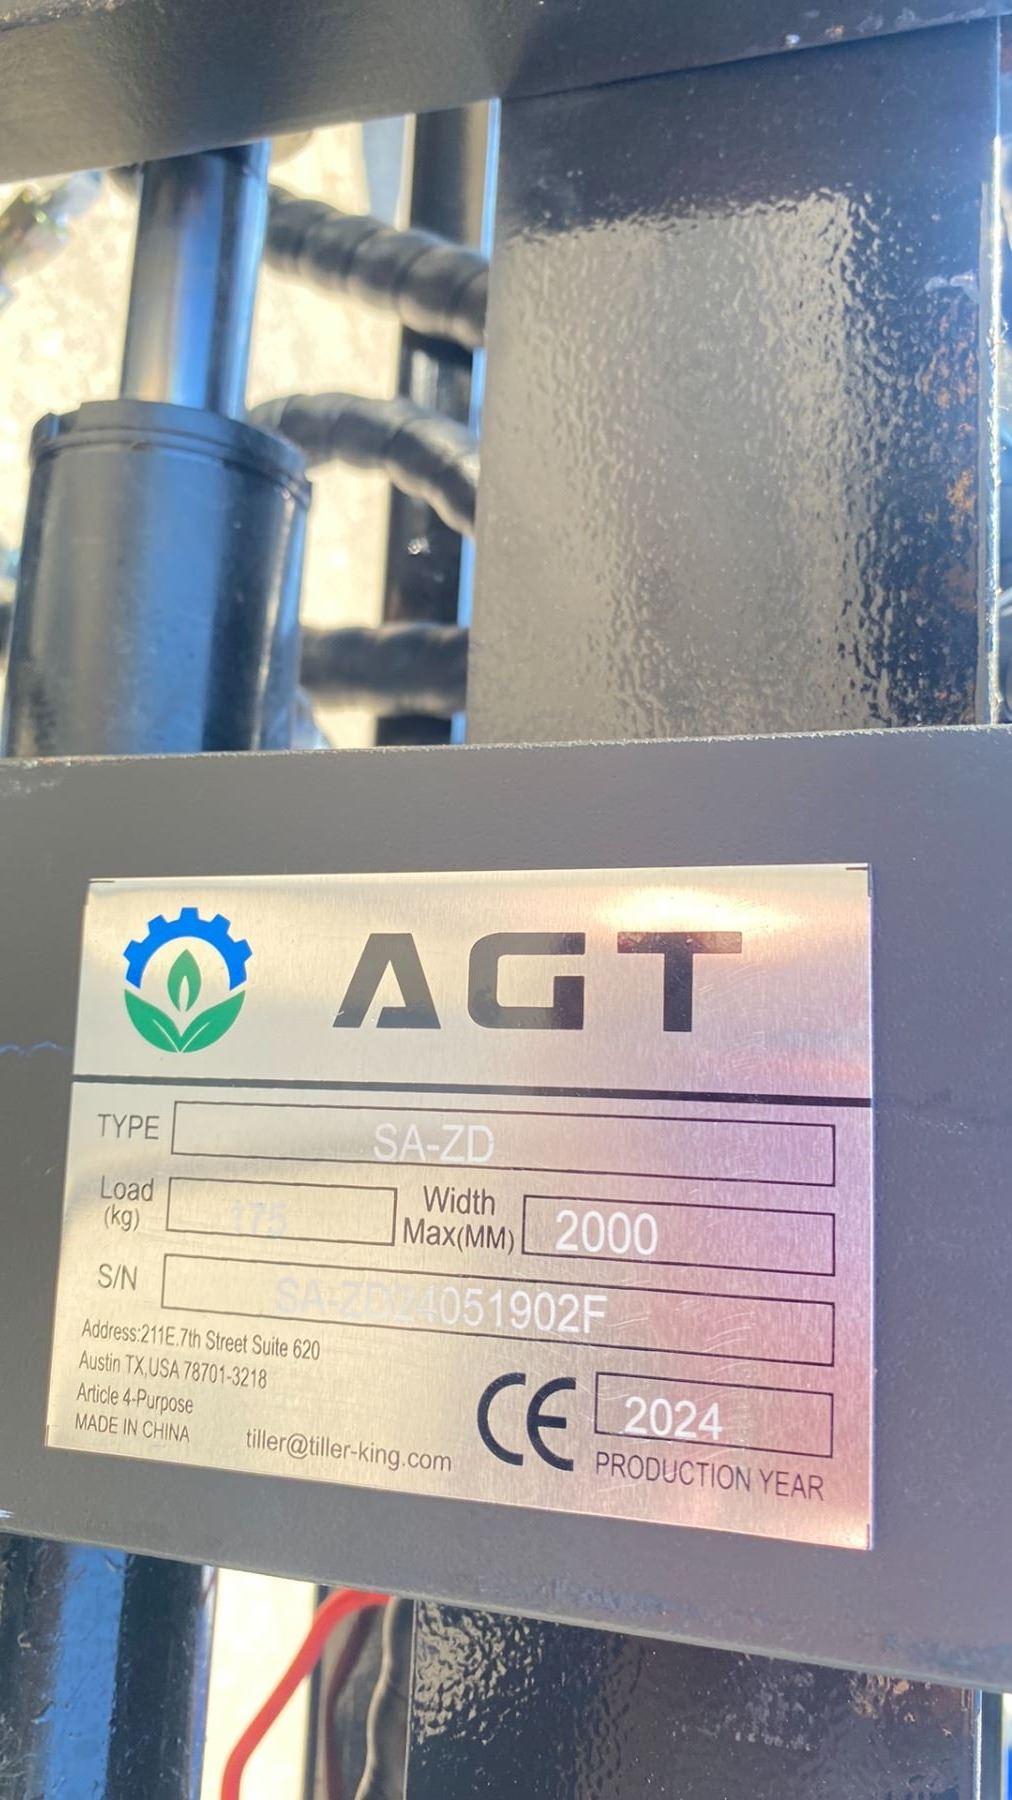 AGT
TYPE SA-ZD
Load (kg) 175 Width Max(MM) 2000
S/N SA-ZD24051902F
Address:211E.7th Street Suite 620
Austin TX,USA 78701-3218
Article 4-Purpose
MADE IN CHINA
tiller@tiller-king.com
CE
2024
PRODUCTION YEAR